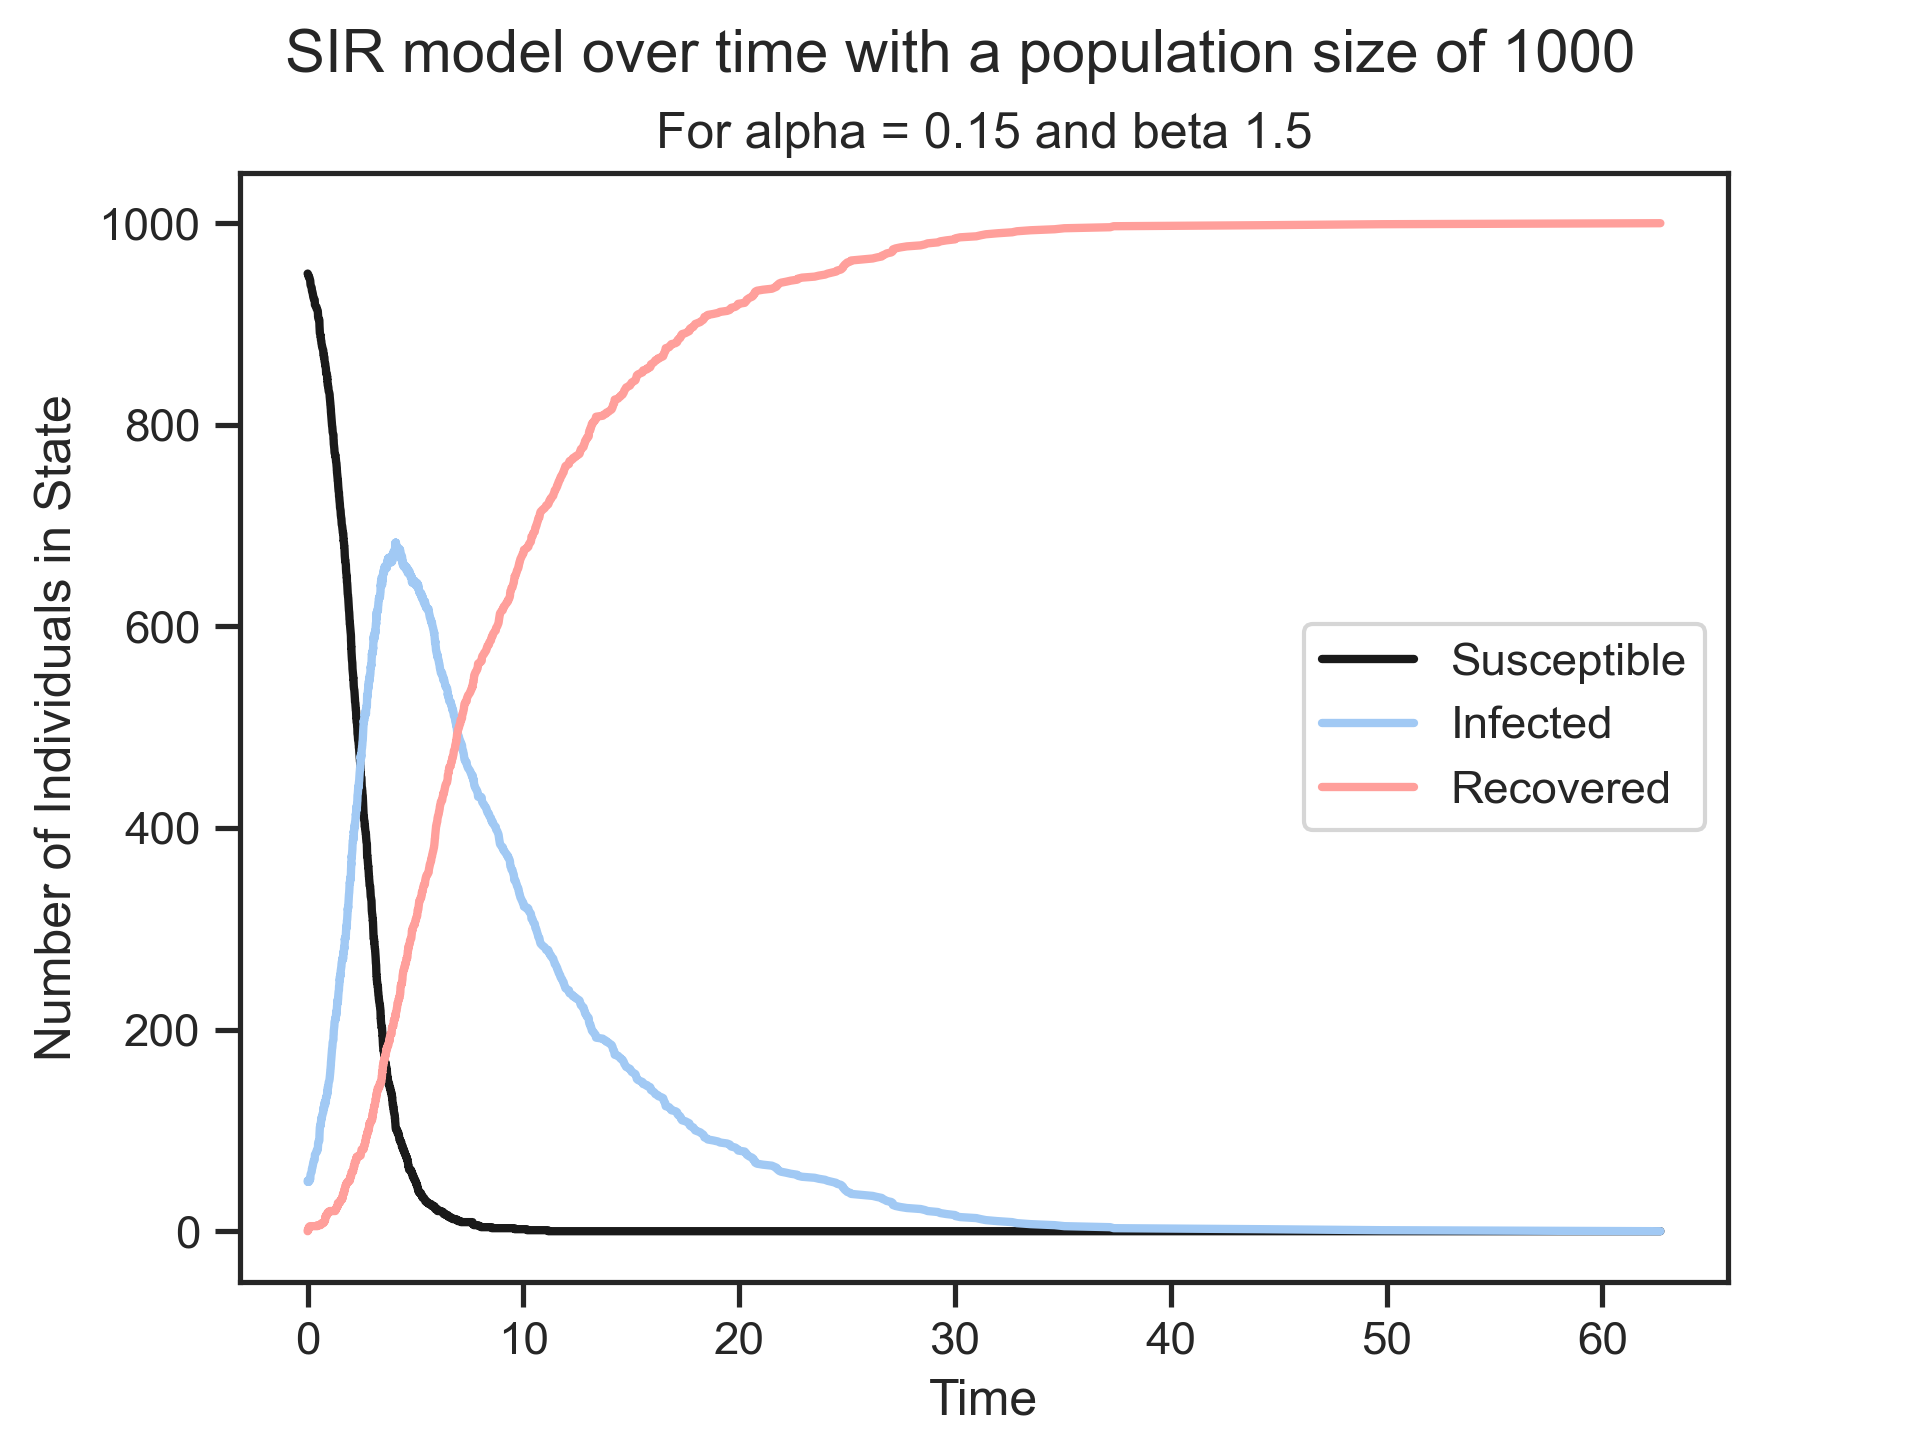 SIR model over time with a population size of 1000
For alpha = 0.15 and beta 1.5
Number of Individuals in State
1000
800
600
400
200
0
Susceptible
Infected
Recovered
0 10 20 30 40 50 60
Time